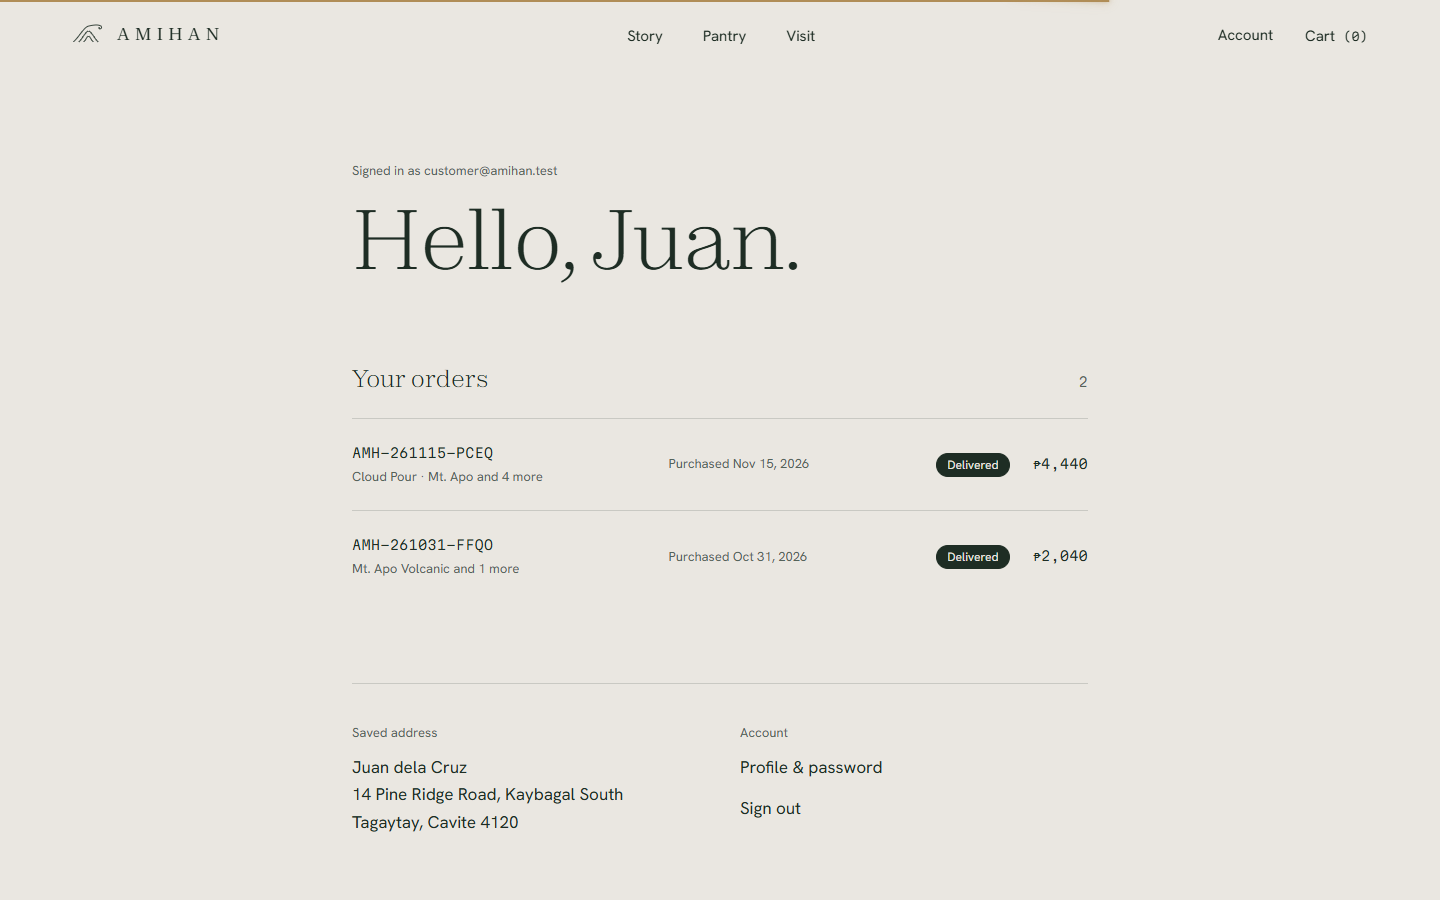 AMIHAN
Story Pantry Visit
Account Cart (0)
Signed in as customer@amihan.test
Hello, Juan.
Your orders 2
AMH-261115-PCEQ
Cloud Pour · Mt. Apo and 4 more
Purchased Nov 15, 2026
Delivered ₱4,440
AMH-261031-FFQO
Mt. Apo Volcanic and 1 more
Purchased Oct 31, 2026
Delivered ₱2,040
Saved address
Juan dela Cruz
14 Pine Ridge Road, Kaybagal South
Tagaytay, Cavite 4120
Account
Profile & password
Sign out